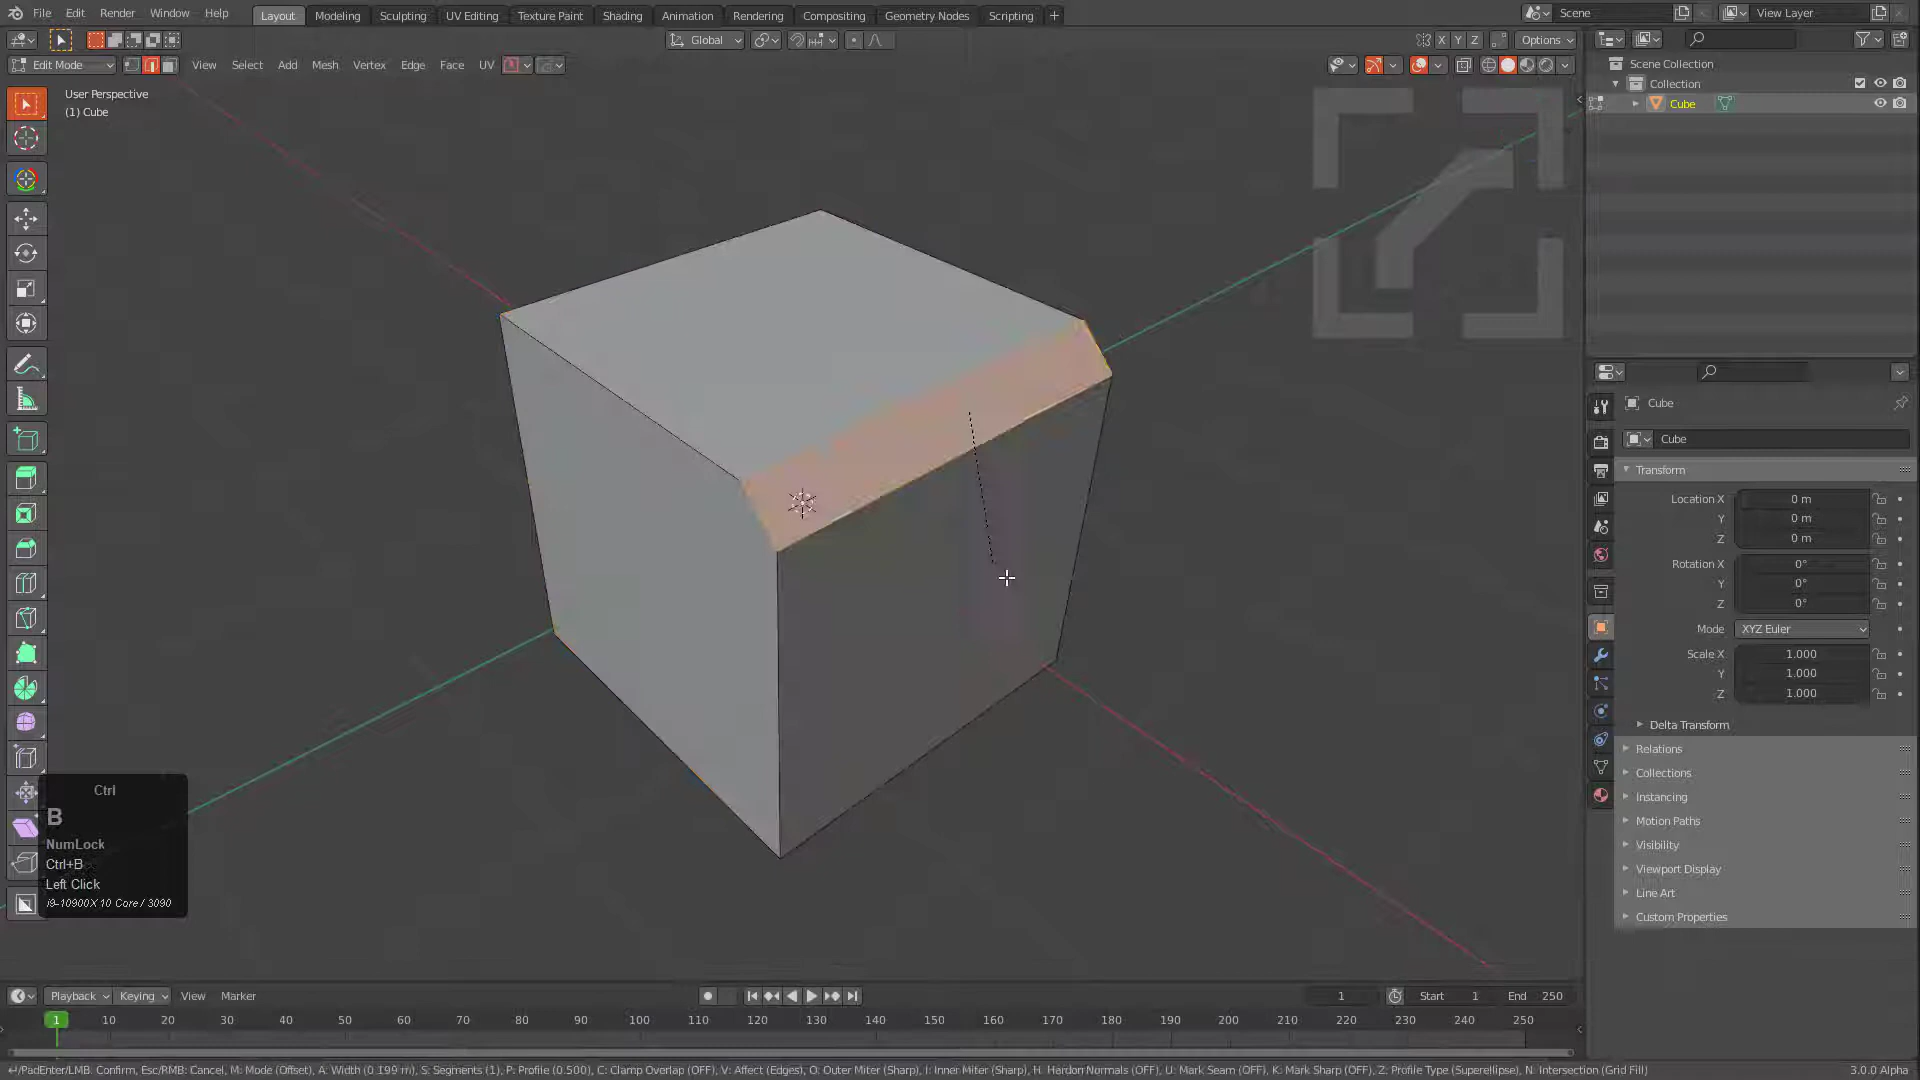 File Edit Render Window Help Layout Modeling Sculpting UV Editing Texture Paint Shading Animation Rendering Compositing Geometry Nodes Scripting + Scene View Layer
Global X Y Z Options
Edit Mode View Select Add Mesh Vertex Edge Face UV
User Perspective
(1) Cube
Scene Collection
Collection
Cube
Cube
Cube
Transform
Location X 0 m
Y 0 m
Z 0 m
Rotation X 0°
Y 0°
Z 0°
Mode XYZ Euler
Scale X 1.000
Y 1.000
Z 1.000
Delta Transform
Relations
Collections
Instancing
Motion Paths
Visibility
Viewport Display
Line Art
Custom Properties
Ctrl
B
NumLock
Ctrl+B
Left Click
i9-10900X 10 Core / 3090
Playback Keying View Marker 1 Start 1 End 250
1 10 20 30 40 50 60 70 80 90 100 110 120 130 140 150 160 170 180 190 200 210 220 230 240 250
/PadEnter/LMB: Confirm, Esc/RMB: Cancel, M: Mode (Offset), A: Width (0.199 m), S: Segments (1), P: Profile (0.500), C: Clamp Overlap (OFF), V: Affect (Edges), O: Outer Miter (Sharp), I: Inner Miter (Sharp), H: Harden Normals (OFF), U: Mark Seam (OFF), K: Mark Sharp (OFF), Z: Profile Type (Superellipse), N: Intersection (Grid Fill) 3.0.0 Alpha